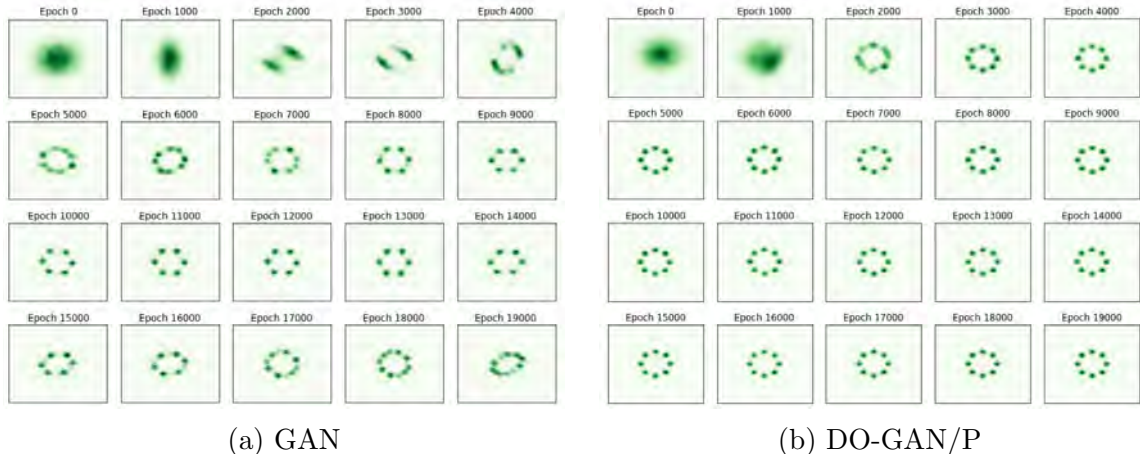 Epoch 0 Epoch 1000 Epoch 2000 Epoch 3000 Epoch 4000
Epoch 5000 Epoch 6000 Epoch 7000 Epoch 8000 Epoch 9000
Epoch 10000 Epoch 11000 Epoch 12000 Epoch 13000 Epoch 14000
Epoch 15000 Epoch 16000 Epoch 17000 Epoch 18000 Epoch 19000
(a) GAN
Epoch 0 Epoch 1000 Epoch 2000 Epoch 3000 Epoch 4000
Epoch 5000 Epoch 6000 Epoch 7000 Epoch 8000 Epoch 9000
Epoch 10000 Epoch 11000 Epoch 12000 Epoch 13000 Epoch 14000
Epoch 15000 Epoch 16000 Epoch 17000 Epoch 18000 Epoch 19000
(b) DO-GAN/P